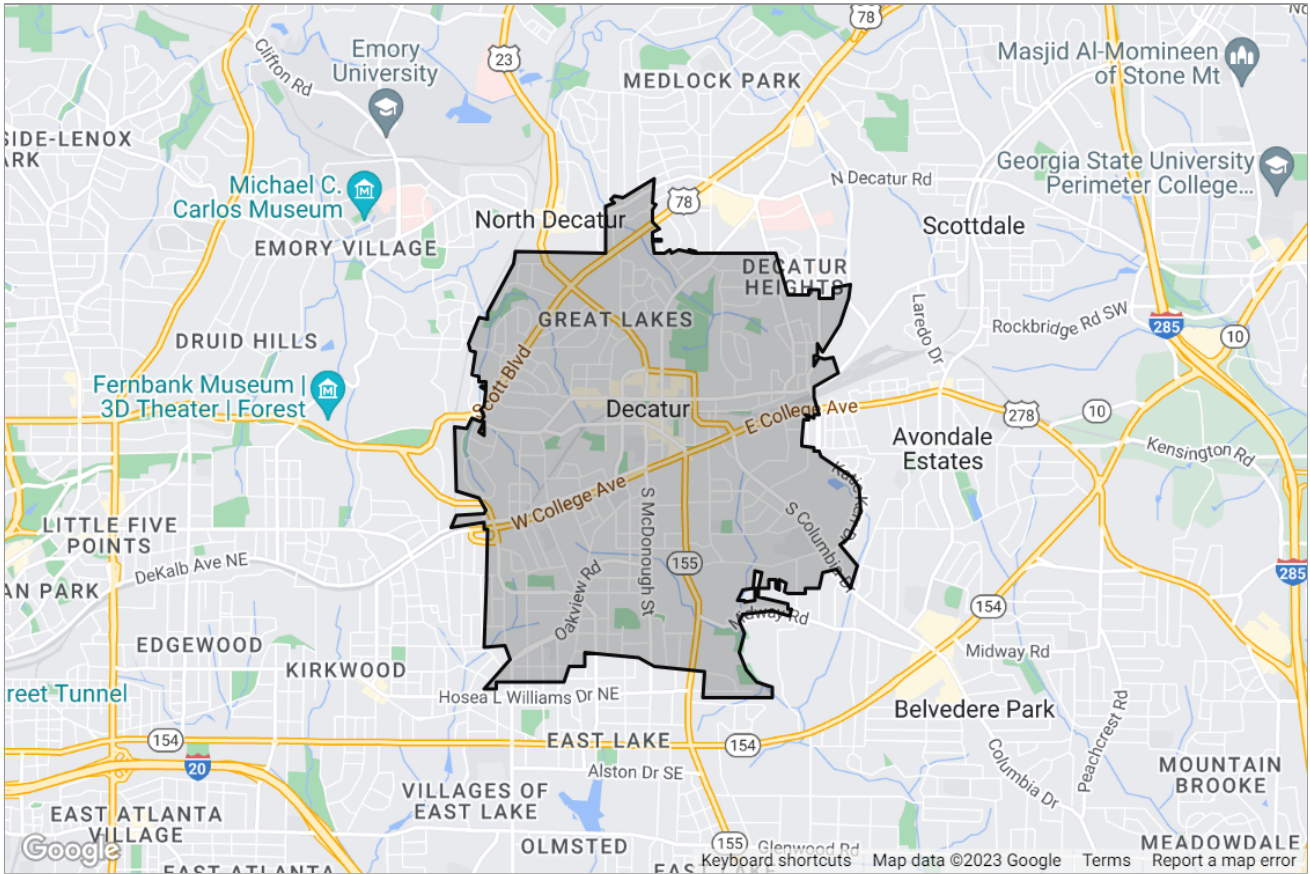 78
No
Clifton Rd
Emory
University
23
MEDLOCK PARK
Masjid Al-Momineen
of Stone Mt
SIDE-LENOX
ARK
Michael C.
Carlos Museum
N Decatur Rd
Georgia State University
Perimeter College...
78
North Decatur
EMORY VILLAGE
Scottdale
DECATUR
HEIGHTS
GREAT LAKES
Laredo Dr
Rockbridge Rd SW
285
10
DRUID HILLS
Scott Blvd
Fernbank Museum |
3D Theater | Forest
Decatur
E College Ave
278
10
Avondale
Estates
Kensington Rd
W College Ave
S McDonough St
S Columbia Dr
LITTLE FIVE
POINTS
DeKalb Ave NE
AN PARK
155
285
Oakview Rd
154
Midway Rd
EDGEWOOD
KIRKWOOD
Midway Rd
reet Tunnel
Hosea L Williams Dr NE
Belvedere Park
Peachcrest Rd
154
EAST LAKE
154
20
Alston Dr SE
Columbia Dr
MOUNTAIN
BROOKE
VILLAGES OF
EAST LAKE
EAST ATLANTA
VILLAGE
OLMSTED
155
Glenwood Rd
MEADOWDALE
Google
EAST ATLANTA
Keyboard shortcuts
Map data ©2023 Google
Terms
Report a map error